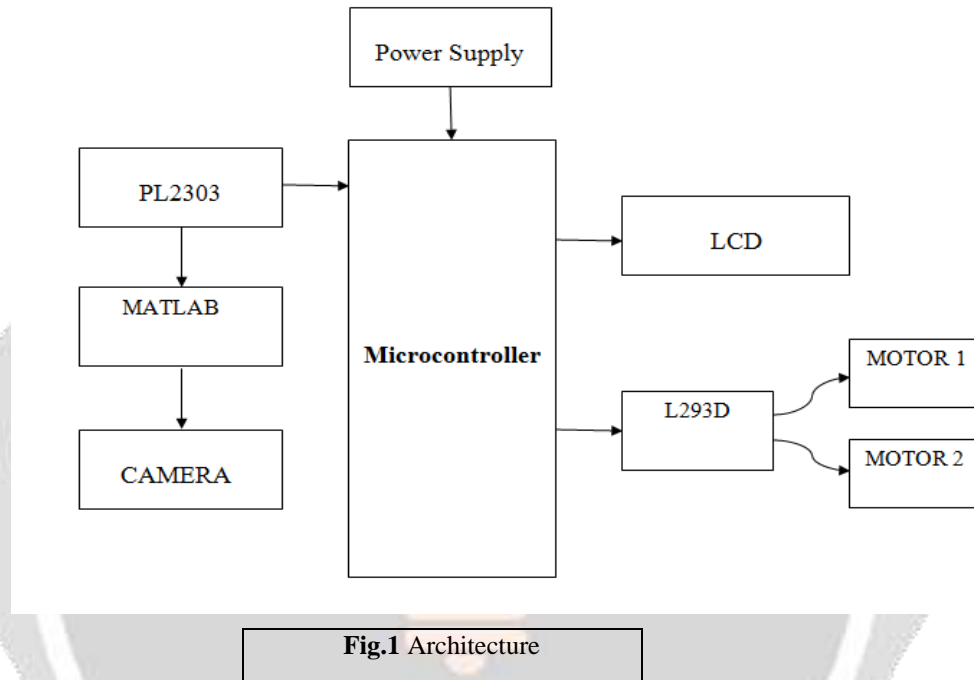 Power Supply
PL2303
MATLAB
CAMERA
Microcontroller
LCD
L293D
MOTOR 1
MOTOR 2
Fig.1 Architecture